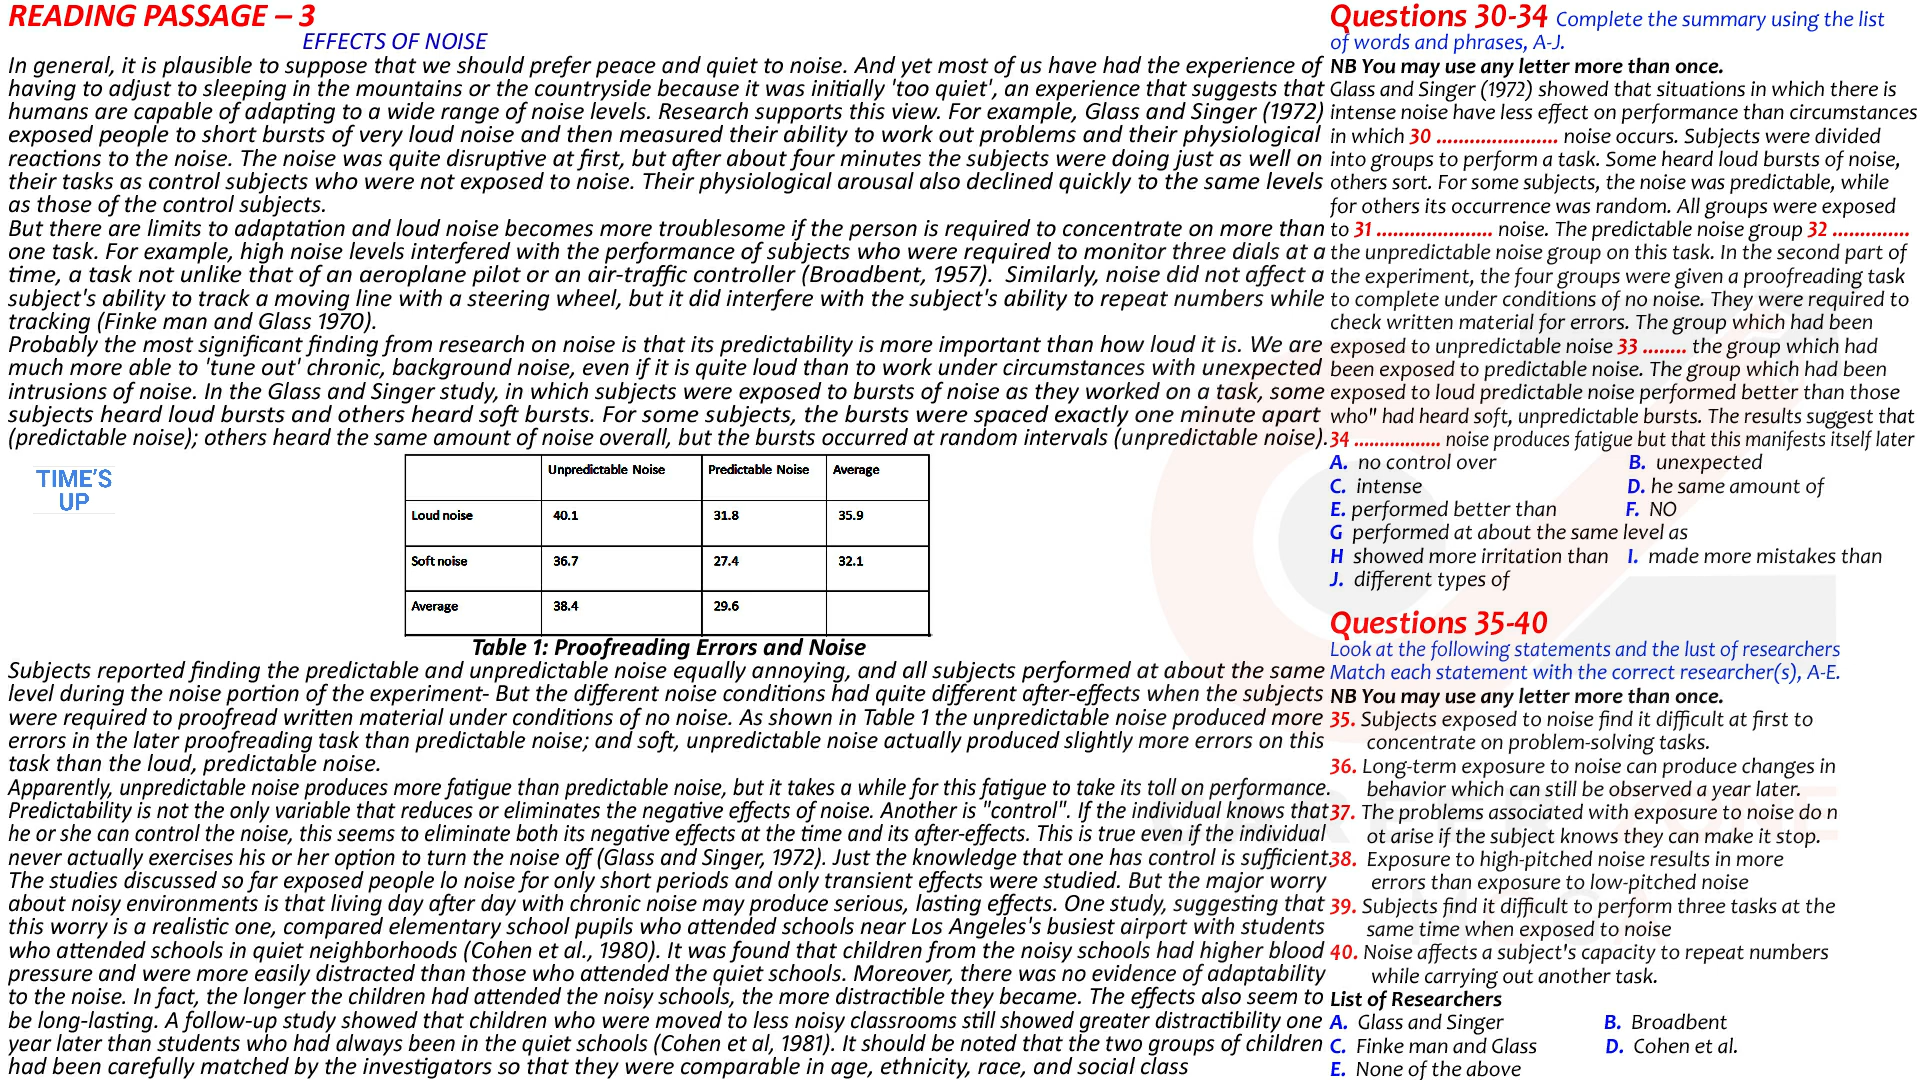 READING PASSAGE – 3
EFFECTS OF NOISE
In general, it is plausible to suppose that we should prefer peace and quiet to noise. And yet most of us have had the experience of
having to adjust to sleeping in the mountains or the countryside because it was initially 'too quiet', an experience that suggests that
humans are capable of adapting to a wide range of noise levels. Research supports this view. For example, Glass and Singer (1972)
exposed people to short bursts of very loud noise and then measured their ability to work out problems and their physiological
reactions to the noise. The noise was quite disruptive at first, but after about four minutes the subjects were doing just as well on
their tasks as control subjects who were not exposed to noise. Their physiological arousal also declined quickly to the same levels
as those of the control subjects.
But there are limits to adaptation and loud noise becomes more troublesome if the person is required to concentrate on more than
one task. For example, high noise levels interfered with the performance of subjects who were required to monitor three dials at a
time, a task not unlike that of an aeroplane pilot or an air-traffic controller (Broadbent, 1957). Similarly, noise did not affect a
subject's ability to track a moving line with a steering wheel, but it did interfere with the subject's ability to repeat numbers while
tracking (Finke man and Glass 1970).
Probably the most significant finding from research on noise is that its predictability is more important than how loud it is. We are
much more able to 'tune out' chronic, background noise, even if it is quite loud than to work under circumstances with unexpected
intrusions of noise. In the Glass and Singer study, in which subjects were exposed to bursts of noise as they worked on a task, some
subjects heard loud bursts and others heard soft bursts. For some subjects, the bursts were spaced exactly one minute apart
(predictable noise); others heard the same amount of noise overall, but the bursts occurred at random intervals (unpredictable noise).
TIME'S
UP
Unpredictable Noise Predictable Noise Average
Loud noise 40.1 31.8 35.9
Soft noise 36.7 27.4 32.1
Average 38.4 29.6
Table 1: Proofreading Errors and Noise
Subjects reported finding the predictable and unpredictable noise equally annoying, and all subjects performed at about the same
level during the noise portion of the experiment- But the different noise conditions had quite different after-effects when the subjects
were required to proofread written material under conditions of no noise. As shown in Table 1 the unpredictable noise produced more
errors in the later proofreading task than predictable noise; and soft, unpredictable noise actually produced slightly more errors on this
task than the loud, predictable noise.
Apparently, unpredictable noise produces more fatigue than predictable noise, but it takes a while for this fatigue to take its toll on performance.
Predictability is not the only variable that reduces or eliminates the negative effects of noise. Another is "control". If the individual knows that
he or she can control the noise, this seems to eliminate both its negative effects at the time and its after-effects. This is true even if the individual
never actually exercises his or her option to turn the noise off (Glass and Singer, 1972). Just the knowledge that one has control is sufficient.
The studies discussed so far exposed people lo noise for only short periods and only transient effects were studied. But the major worry
about noisy environments is that living day after day with chronic noise may produce serious, lasting effects. One study, suggesting that
this worry is a realistic one, compared elementary school pupils who attended schools near Los Angeles's busiest airport with students
who attended schools in quiet neighborhoods (Cohen et al., 1980). It was found that children from the noisy schools had higher blood
pressure and were more easily distracted than those who attended the quiet schools. Moreover, there was no evidence of adaptability
to the noise. In fact, the longer the children had attended the noisy schools, the more distractible they became. The effects also seem to
be long-lasting. A follow-up study showed that children who were moved to less noisy classrooms still showed greater distractibility one
year later than students who had always been in the quiet schools (Cohen et al, 1981). It should be noted that the two groups of children
had been carefully matched by the investigators so that they were comparable in age, ethnicity, race, and social class
Questions 30-34 Complete the summary using the list
of words and phrases, A-J.
NB You may use any letter more than once.
Glass and Singer (1972) showed that situations in which there is
intense noise have less effect on performance than circumstances
in which 30 ...................... noise occurs. Subjects were divided
into groups to perform a task. Some heard loud bursts of noise,
others sort. For some subjects, the noise was predictable, while
for others its occurrence was random. All groups were exposed
to 31 ..................... noise. The predictable noise group 32 ..............
the unpredictable noise group on this task. In the second part of
the experiment, the four groups were given a proofreading task
to complete under conditions of no noise. They were required to
check written material for errors. The group which had been
exposed to unpredictable noise 33 ........ the group which had
been exposed to predictable noise. The group which had been
exposed to loud predictable noise performed better than those
who" had heard soft, unpredictable bursts. The results suggest that
34 ................ noise produces fatigue but that this manifests itself later
A. no control over B. unexpected
C. intense D. he same amount of
E. performed better than F. NO
G performed at about the same level as
H showed more irritation than I. made more mistakes than
J. different types of
Questions 35-40
Look at the following statements and the lust of researchers
Match each statement with the correct researcher(s), A-E.
NB You may use any letter more than once.
35. Subjects exposed to noise find it difficult at first to
concentrate on problem-solving tasks.
36. Long-term exposure to noise can produce changes in
behavior which can still be observed a year later.
37. The problems associated with exposure to noise do n
ot arise if the subject knows they can make it stop.
38. Exposure to high-pitched noise results in more
errors than exposure to low-pitched noise
39. Subjects find it difficult to perform three tasks at the
same time when exposed to noise
40. Noise affects a subject's capacity to repeat numbers
while carrying out another task.
List of Researchers
A. Glass and Singer B. Broadbent
C. Finke man and Glass D. Cohen et al.
E. None of the above